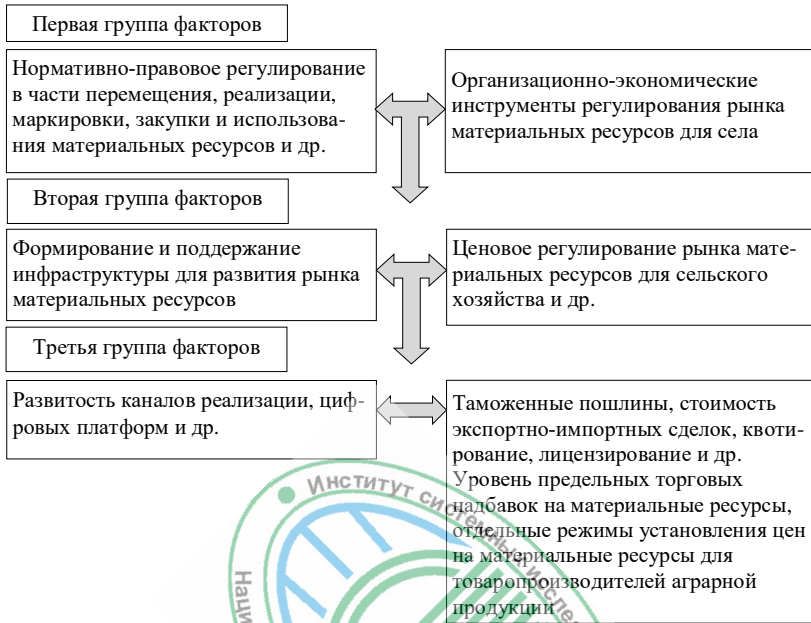 Первая группа факторов
Нормативно-правовое регулирование
в части перемещения, реализации,
маркировки, закупки и использова-
ния материальных ресурсов и др.
Организационно-экономические
инструменты регулирования рынка
материальных ресурсов для села
Вторая группа факторов
Формирование и поддержание
инфраструктуры для развития рынка
материальных ресурсов
Ценовое регулирование рынка мате-
риальных ресурсов для сельского
хозяйства и др.
Третья группа факторов
Развитость каналов реализации, циф-
ровых платформ и др.
Таможенные пошлины, стоимость
экспортно-импортных сделок, квоти-
рование, лицензирование и др.
Уровень предельных торговых
надбавок на материальные ресурсы,
отдельные режимы установления цен
на материальные ресурсы для
товаропроизводителей аграрной
продукции
Институт системных